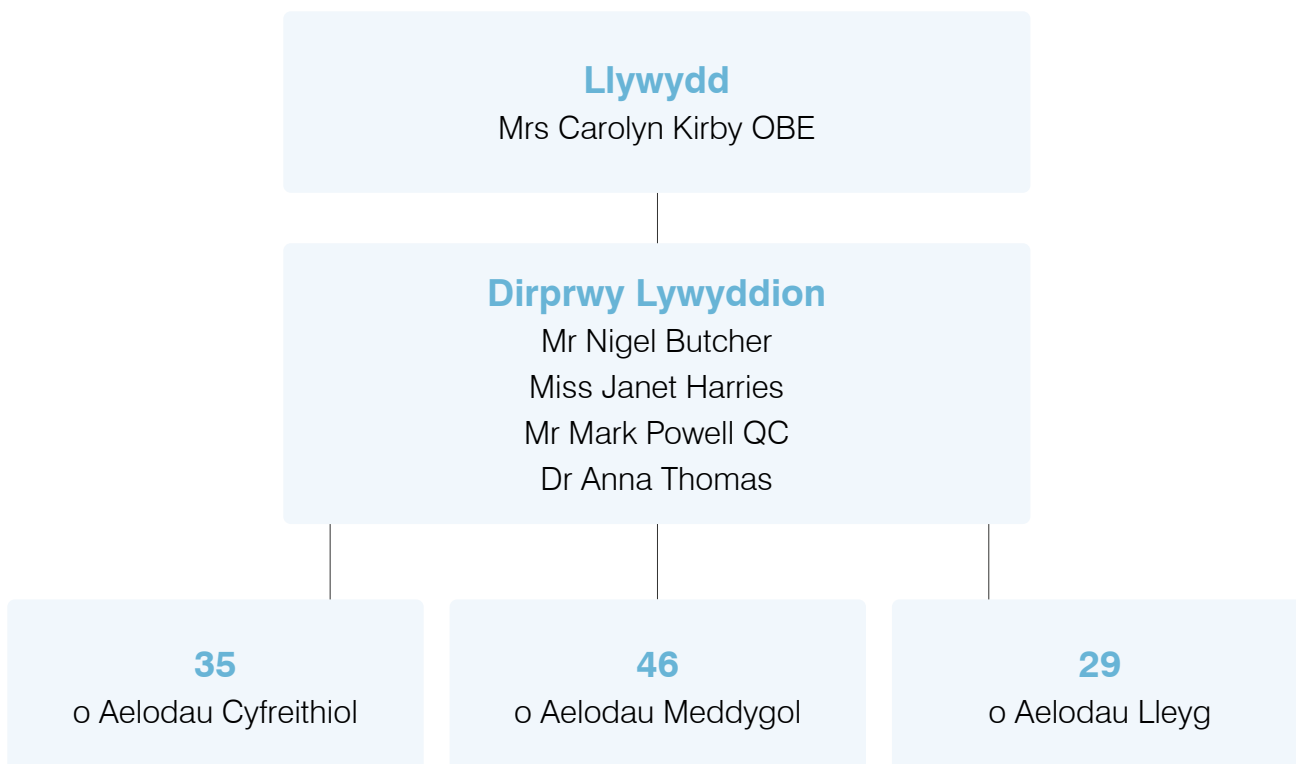 Llywydd
Mrs Carolyn Kirby OBE
Dirprwy Lywyddion
Mr Nigel Butcher
Miss Janet Harries
Mr Mark Powell QC
Dr Anna Thomas
35
o Aelodau Cyfreithiol
46
o Aelodau Meddygol
29
o Aelodau Lleyg